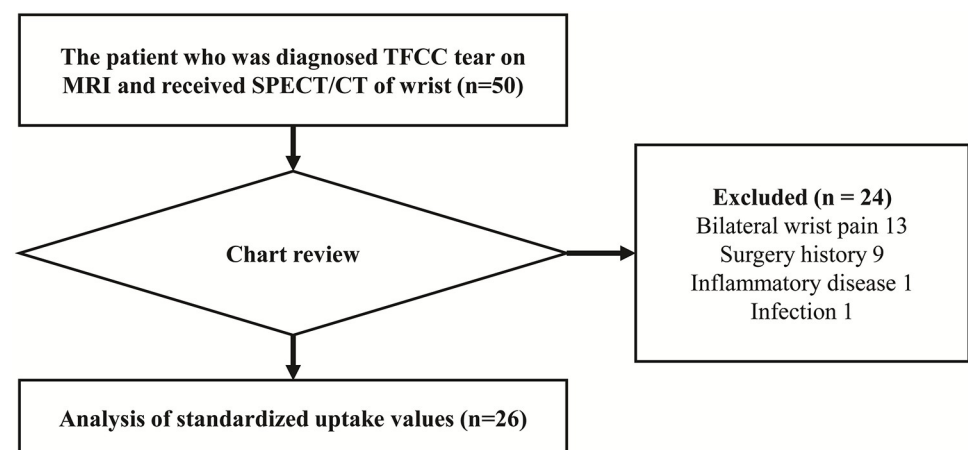 The patient who was diagnosed TFCC tear on
MRI and received SPECT/CT of wrist (n=50)
Chart review
Excluded (n = 24)
Bilateral wrist pain 13
Surgery history 9
Inflammatory disease 1
Infection 1
Analysis of standardized uptake values (n=26)